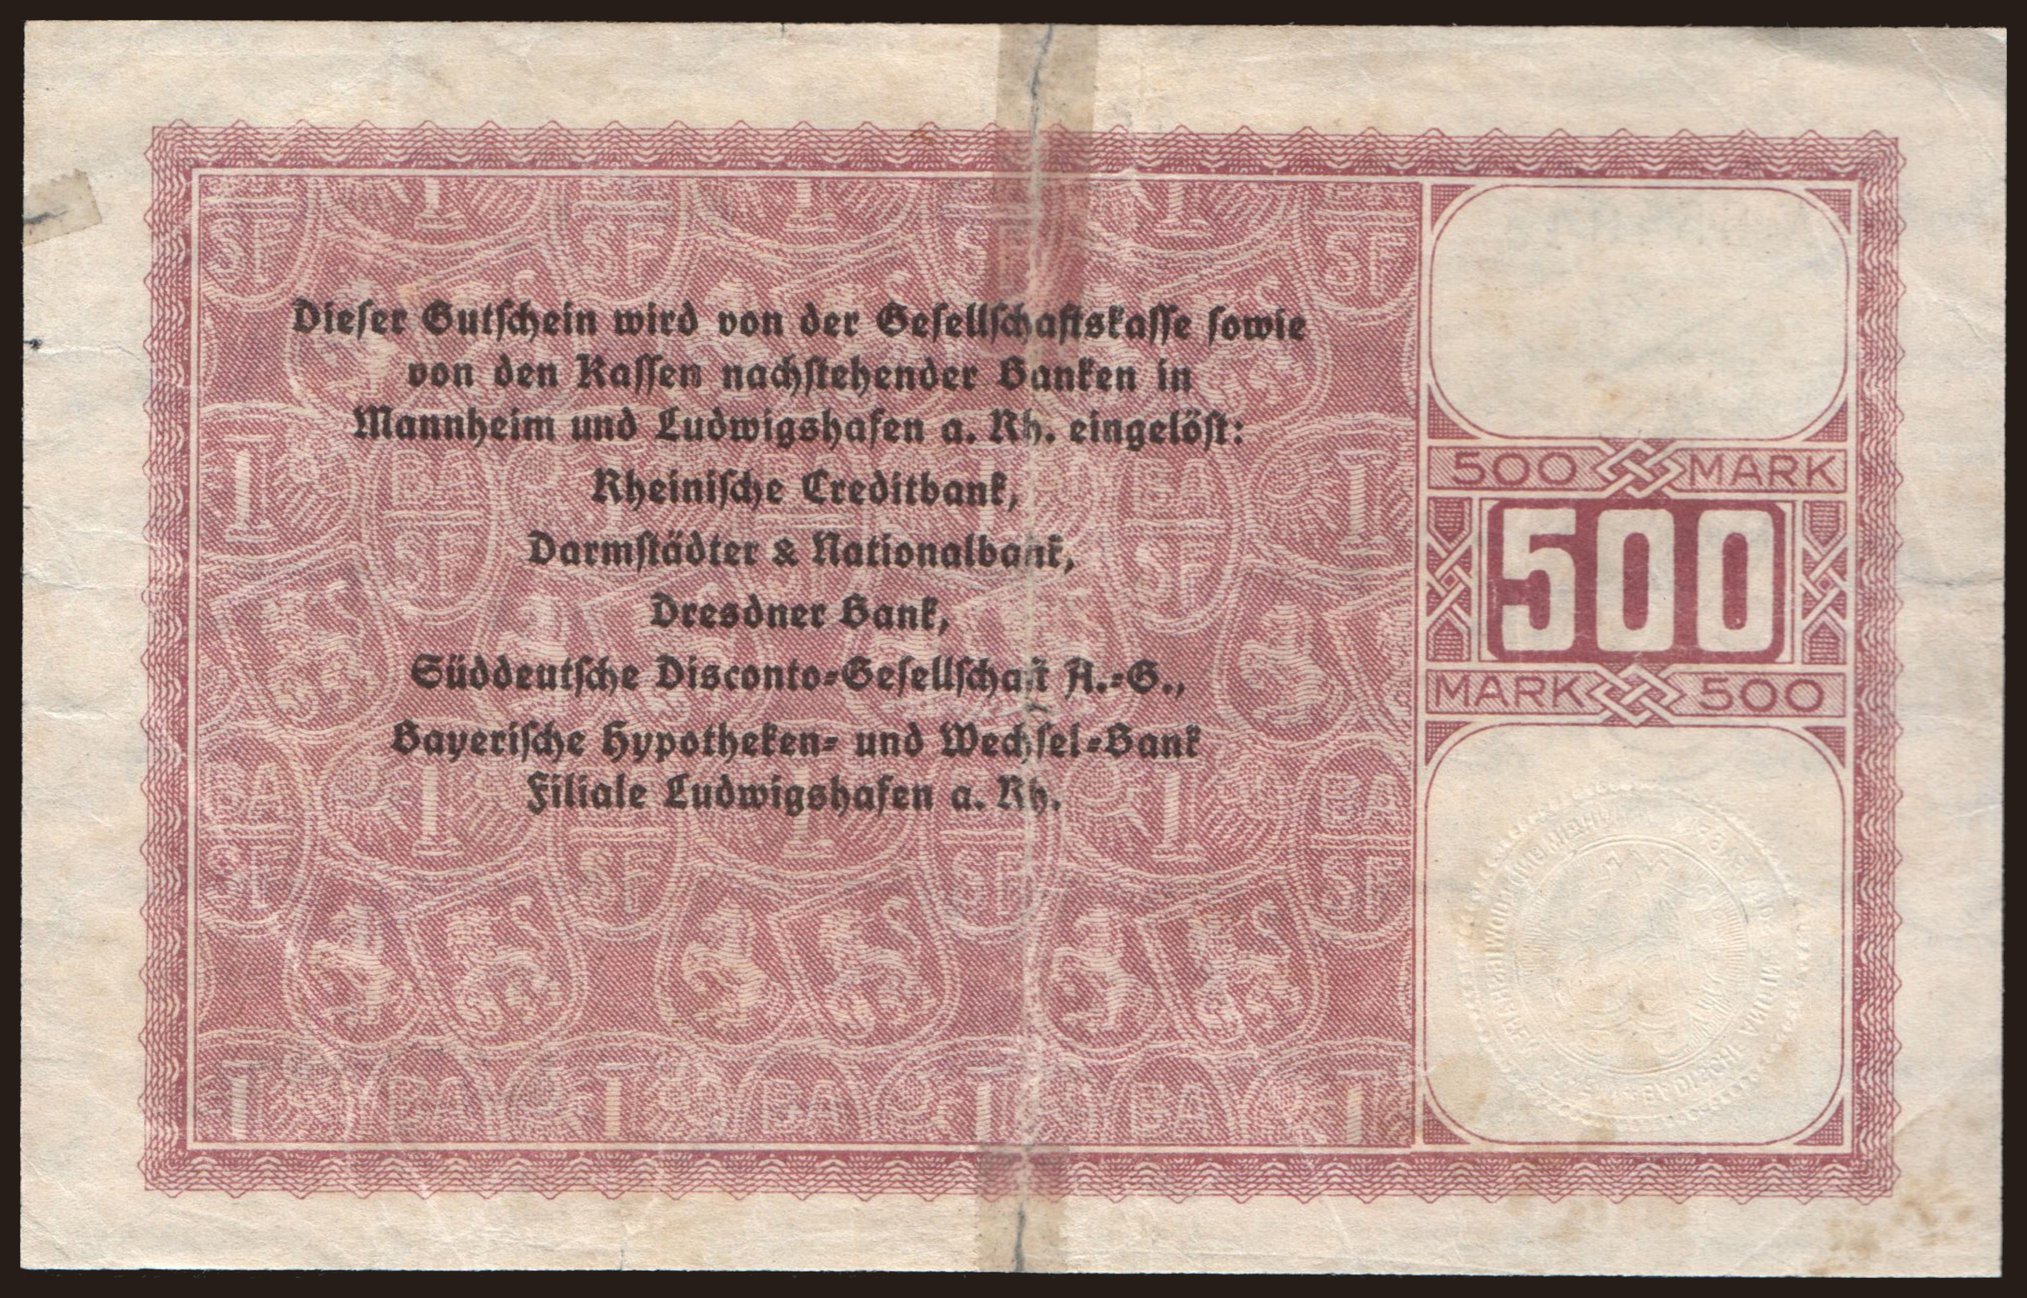 Dieser Gutschein wird von der Gesellschaftskasse sowie
von den Kassen nachstehender Banken in
Mannheim und Ludwigshafen a. Rh. eingelöst:
Rheinische Creditbank,
Darmstädter & Nationalbank,
Dresdner Bank,
Süddeutsche Disconto-Gesellschaft A.-G.,
Bayerische Hypotheken- und Wechsel-Bank
Filiale Ludwigshafen a. Rh.
500 MARK
500
MARK 500